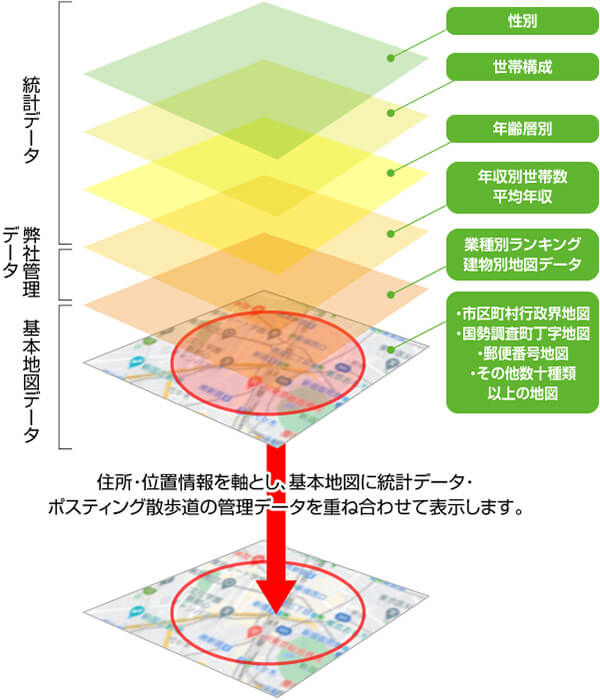 統計データ
弊社管理
データ
基本地図データ
性別
世帯構成
年齢層別
年収別世帯数
平均年収
業種別ランキング
建物別地図データ
・市区町村行政界地図
・国勢調査町丁字地図
・郵便番号地図
・その他数十種類
以上の地図
住所・位置情報を軸とし、基本地図に統計データ・
ポスティング散歩道の管理データを重ね合わせて表示します。